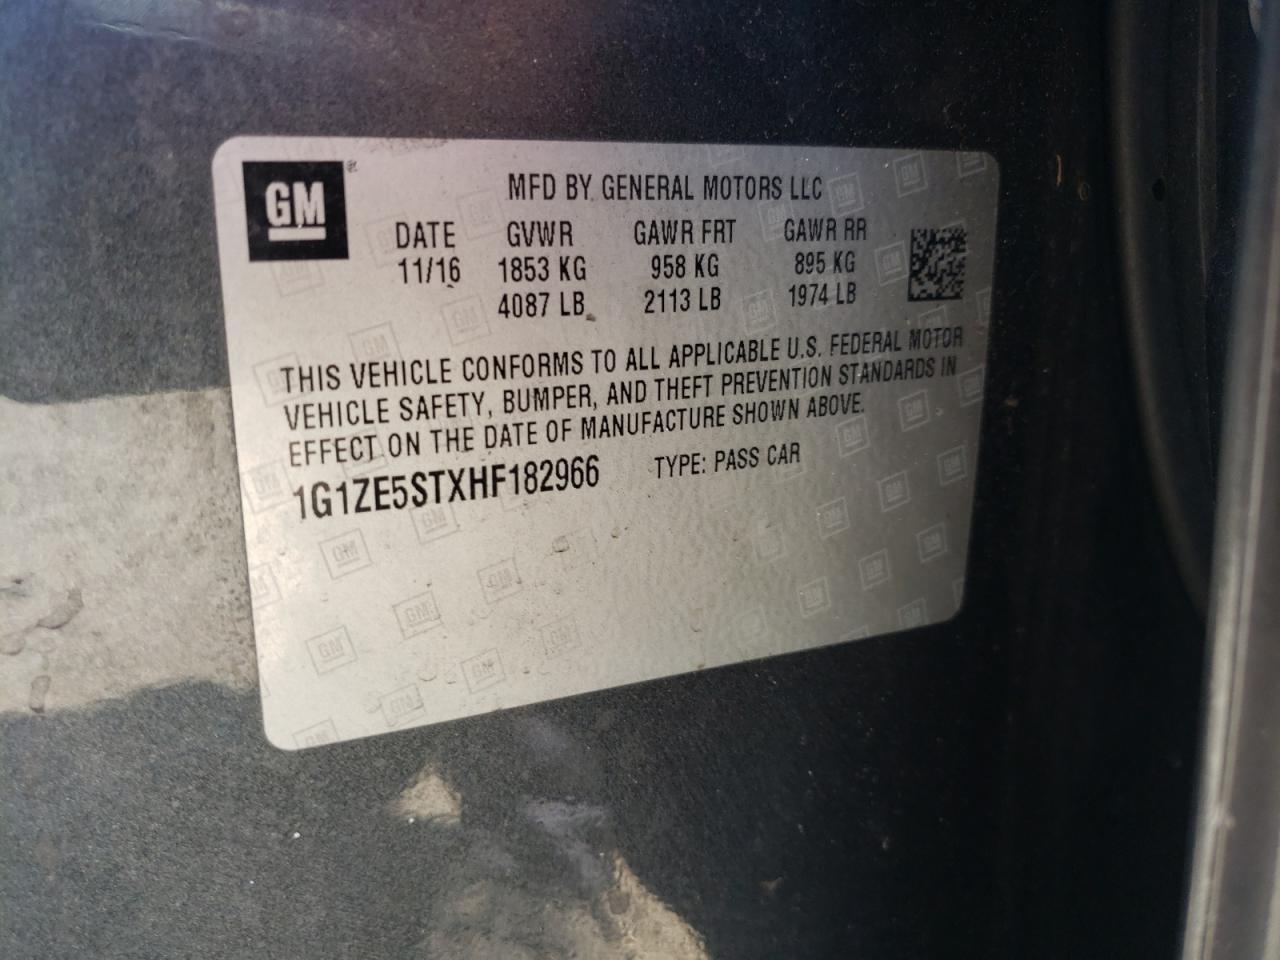 GM ®
MFD BY GENERAL MOTORS LLC
DATE GVWR GAWR FRT GAWR RR
11/16 1853 KG 958 KG 895 KG
4087 LB 2113 LB 1974 LB
THIS VEHICLE CONFORMS TO ALL APPLICABLE U.S. FEDERAL MOTOR
VEHICLE SAFETY, BUMPER, AND THEFT PREVENTION STANDARDS IN
EFFECT ON THE DATE OF MANUFACTURE SHOWN ABOVE.
1G1ZE5STXHF182966 TYPE: PASS CAR